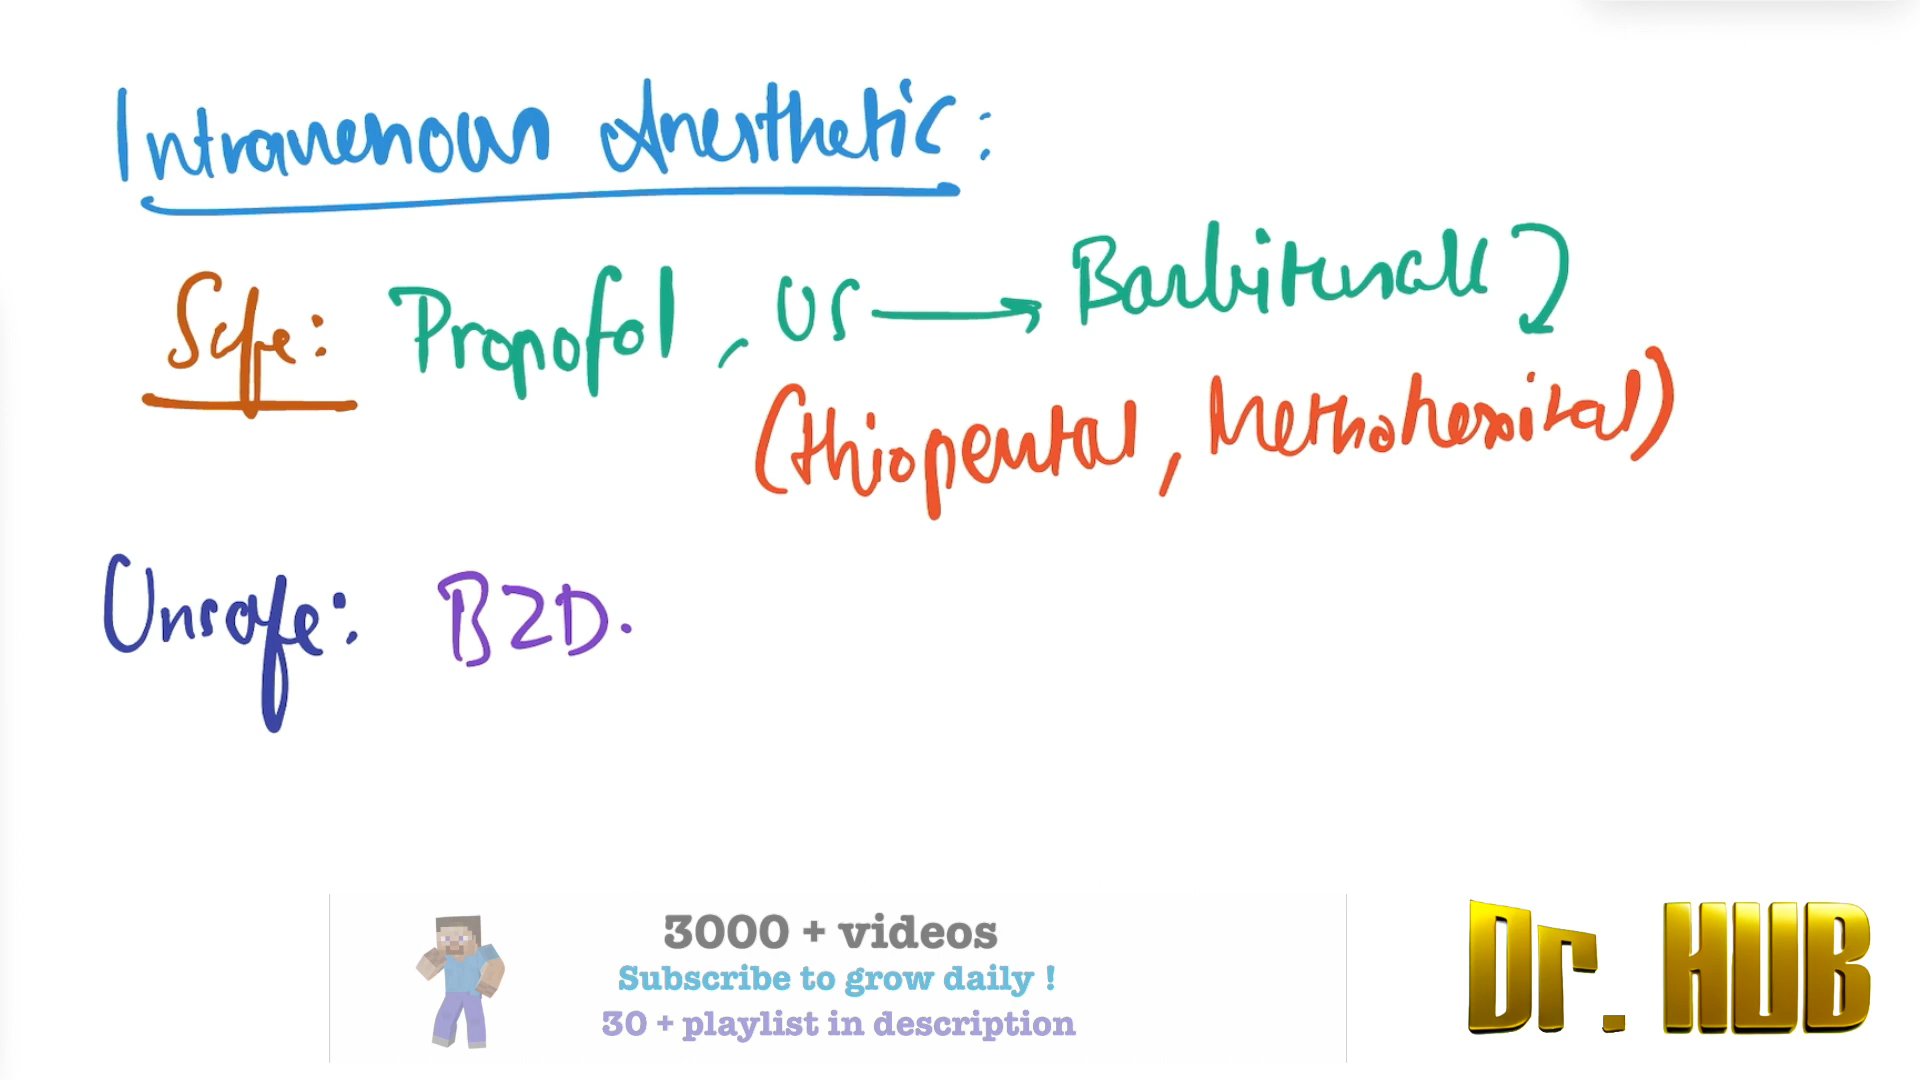 Intravenous Anesthetic:
Safe: Propofol, US → Barbiturate
(thiopental, Methohexital)
Unsafe: BZD.
3000 + videos
Subscribe to grow daily !
30 + playlist in description
Dr. HUB